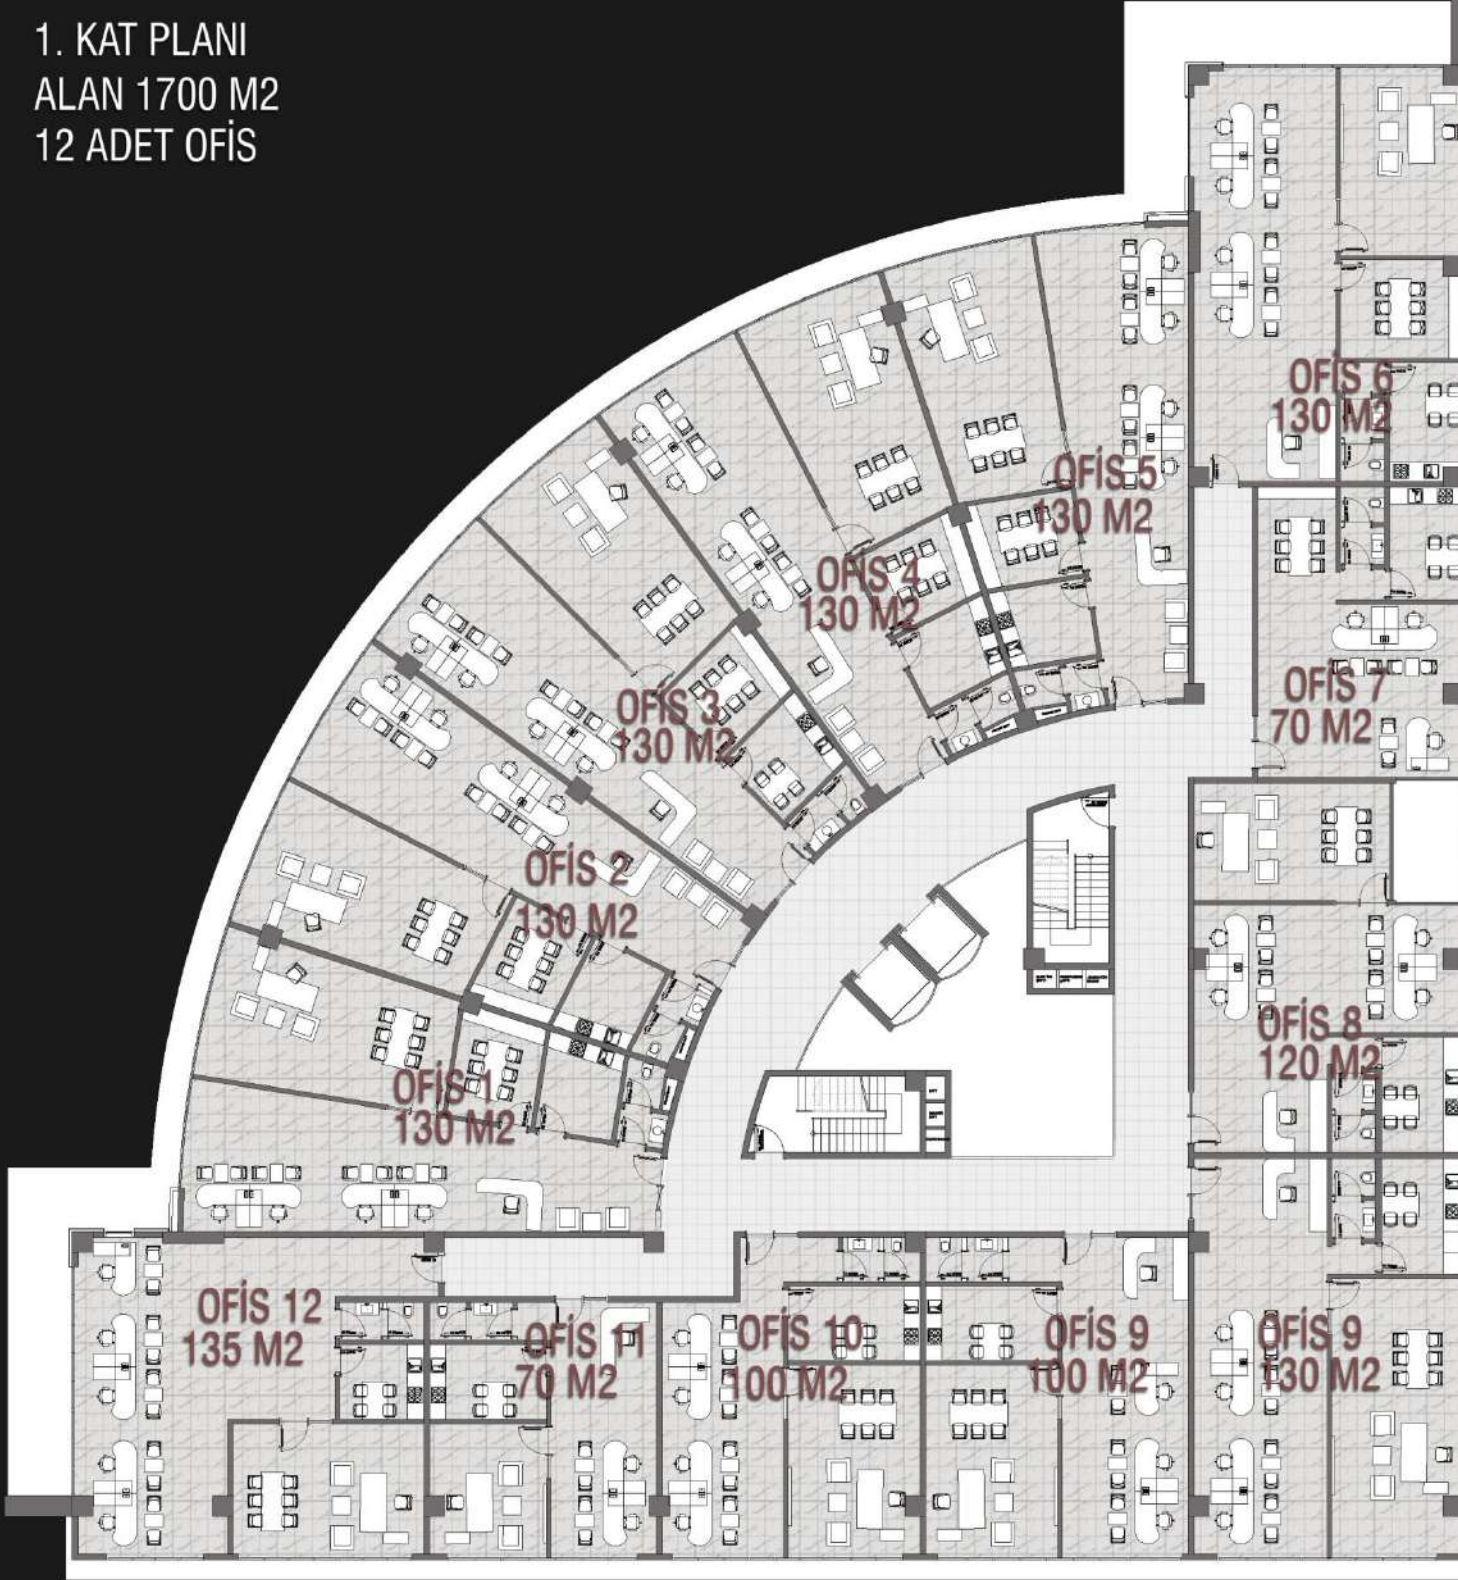 1. KAT PLANI
ALAN 1700 M2
12 ADET OFİS
OFİS 6
130 M2
OFİS 5
130 M2
OFİS 4
130 M2
OFİS 3
130 M2
OFİS 7
70 M2
OFİS 2
130 M2
OFİS 8
120 M2
OFİS 1
130 M2
OFİS 12
135 M2
OFİS 11
70 M2
OFİS 10
100 M2
OFİS 9
100 M2
OFİS 9
130 M2